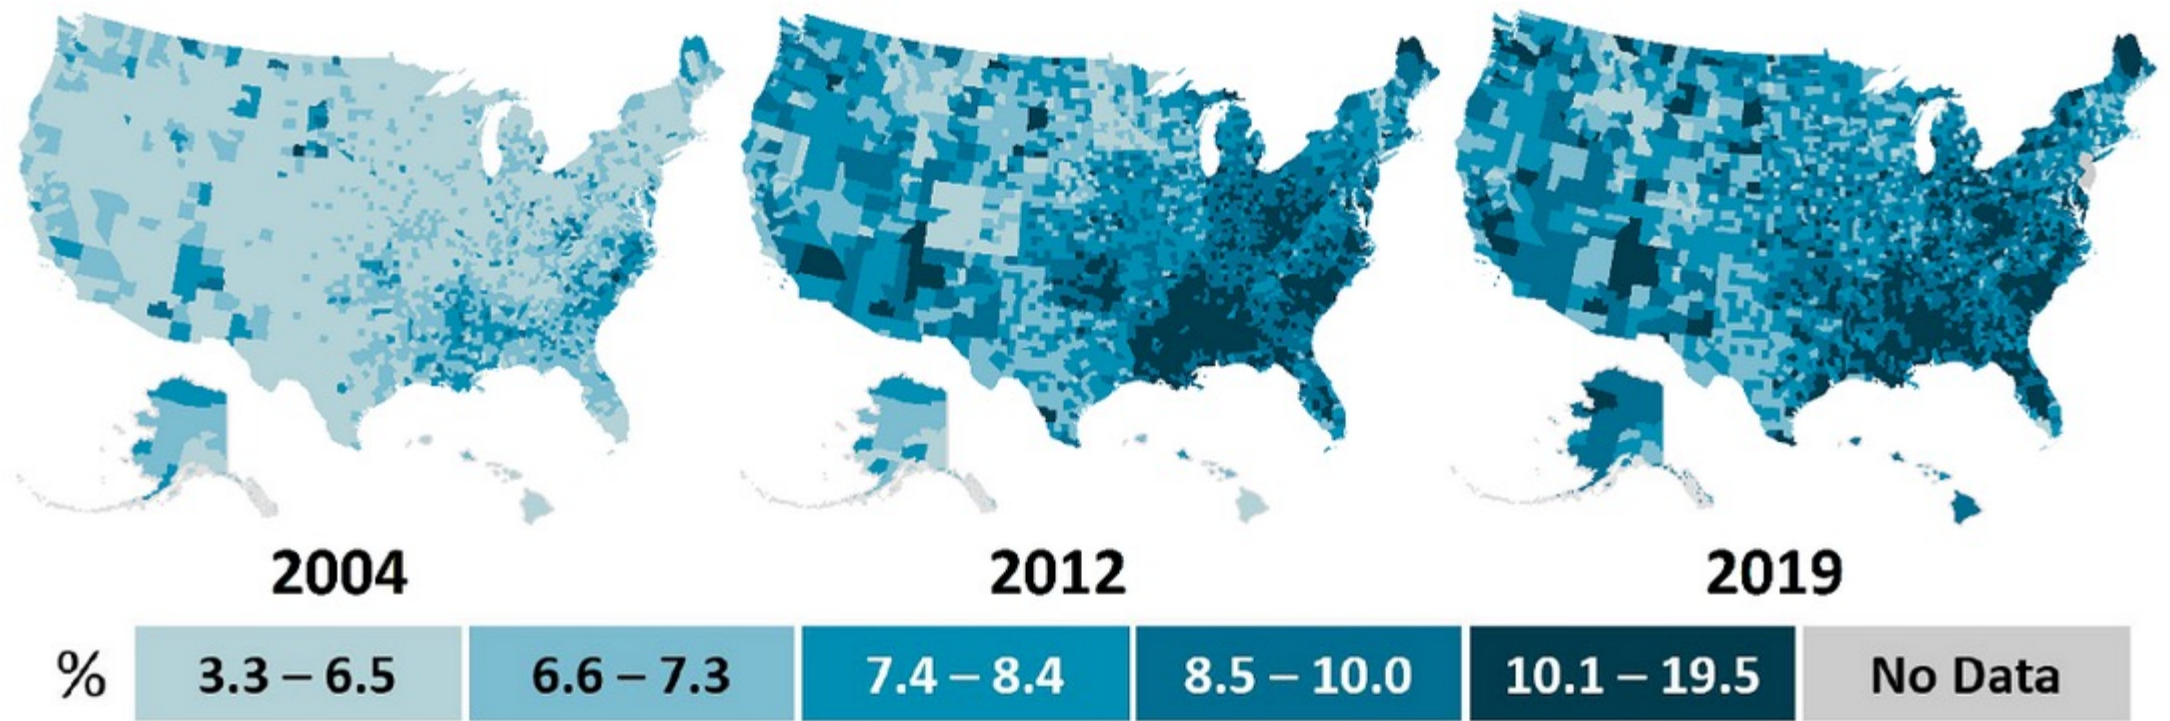 2004 2012 2019
% 3.3 – 6.5 6.6 – 7.3 7.4 – 8.4 8.5 – 10.0 10.1 – 19.5 No Data